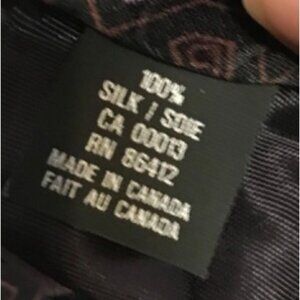 100%
SILK / SOIE
CA 00013
RN 86412
MADE IN CANADA
FAIT AU CANADA